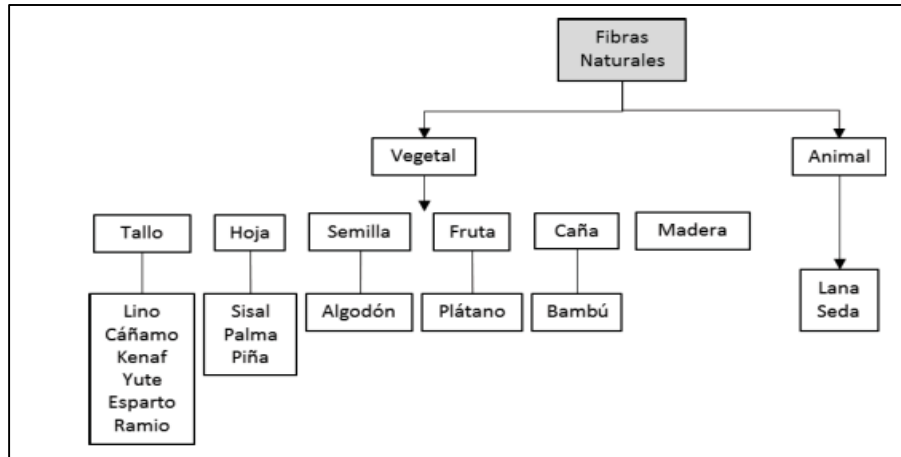 Fibras
Naturales
Vegetal
Animal
Tallo
Hoja
Semilla
Fruta
Caña
Madera
Lino
Cáñamo
Kenaf
Yute
Esparto
Ramio
Sisal
Palma
Piña
Algodón
Plátano
Bambú
Lana
Seda